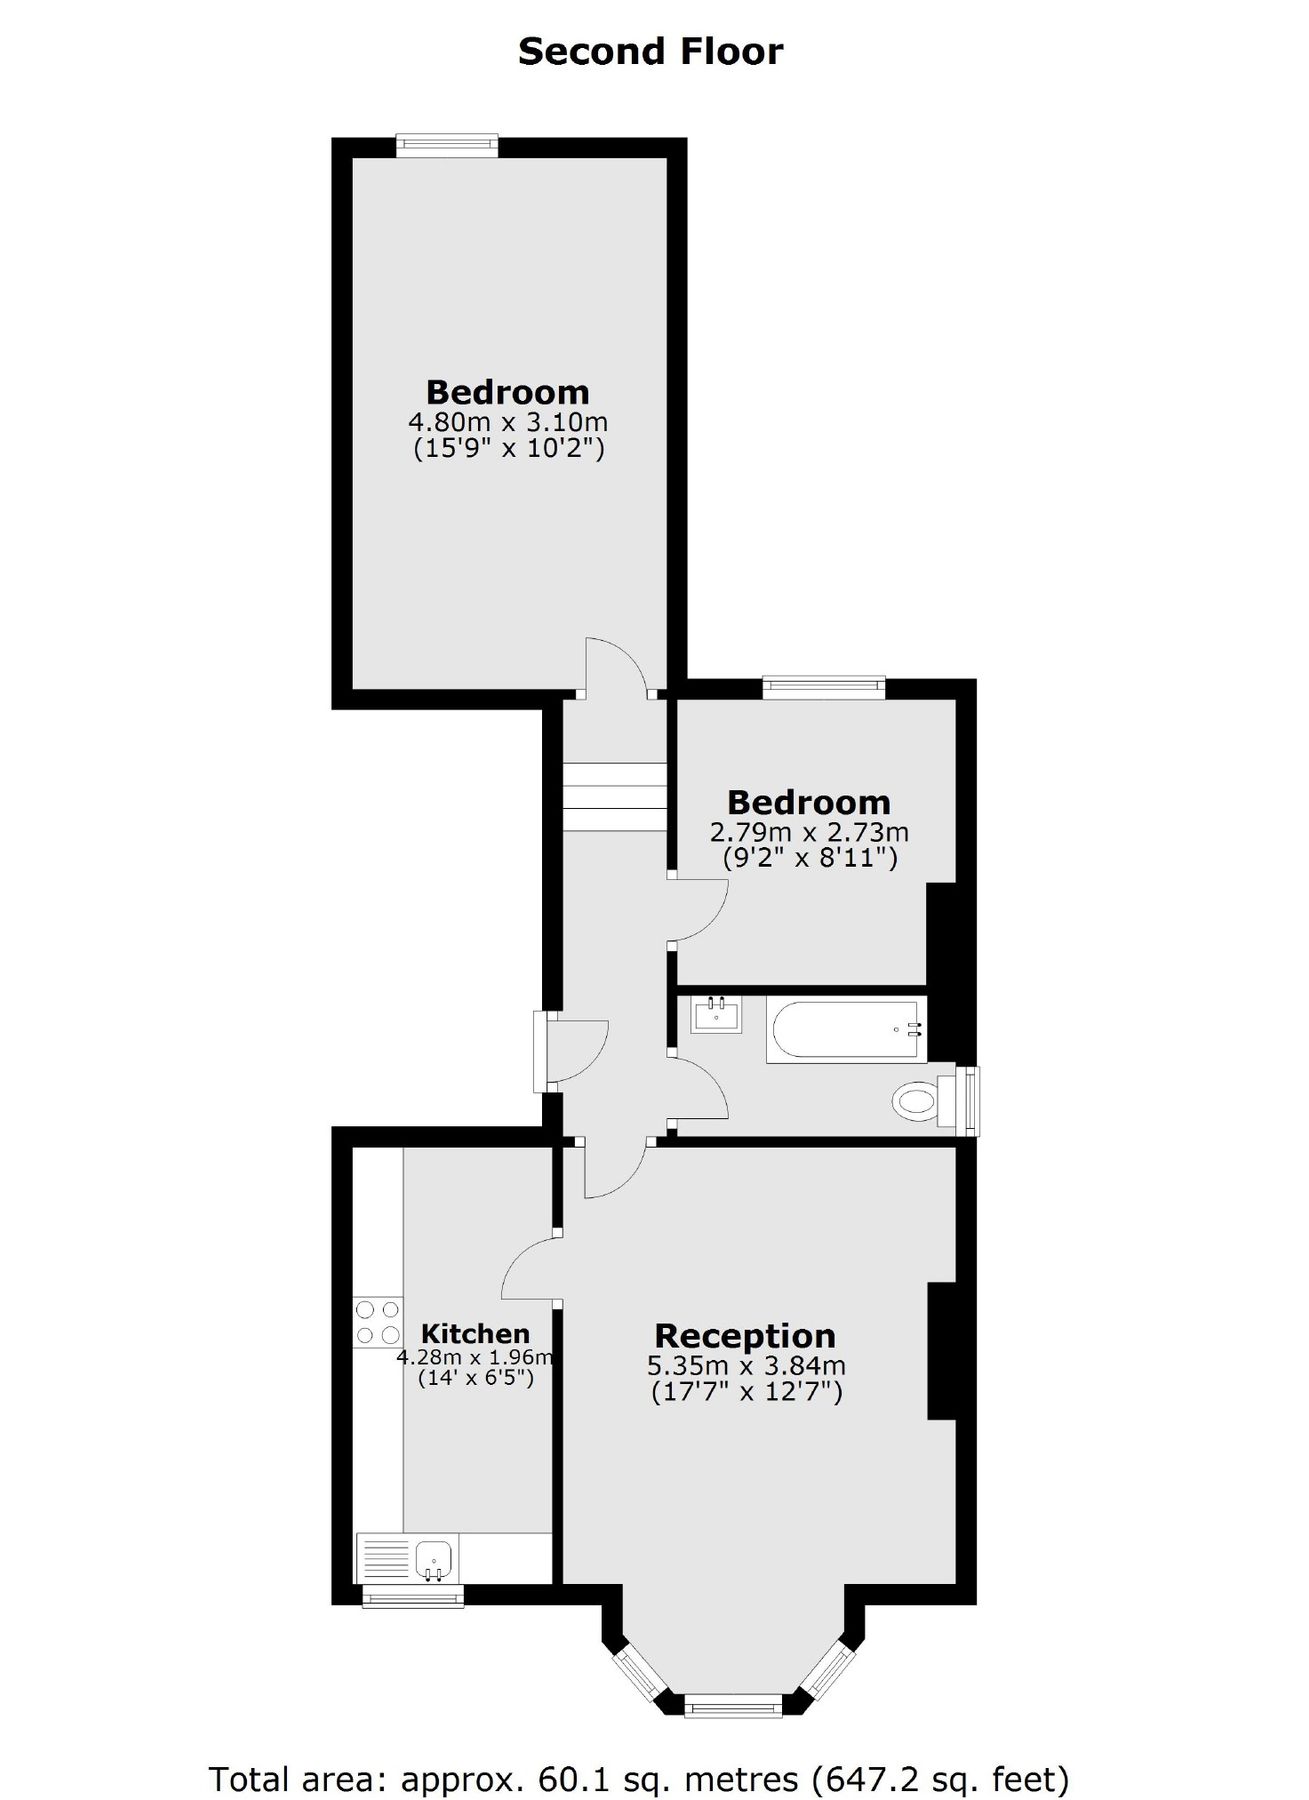 Second Floor
Bedroom
4.80m x 3.10m
(15'9" x 10'2")
Bedroom
2.79m x 2.73m
(9'2" x 8'11")
Kitchen
4.28m x 1.96m
(14' x 6'5")
Reception
5.35m x 3.84m
(17'7" x 12'7")
Total area: approx. 60.1 sq. metres (647.2 sq. feet)